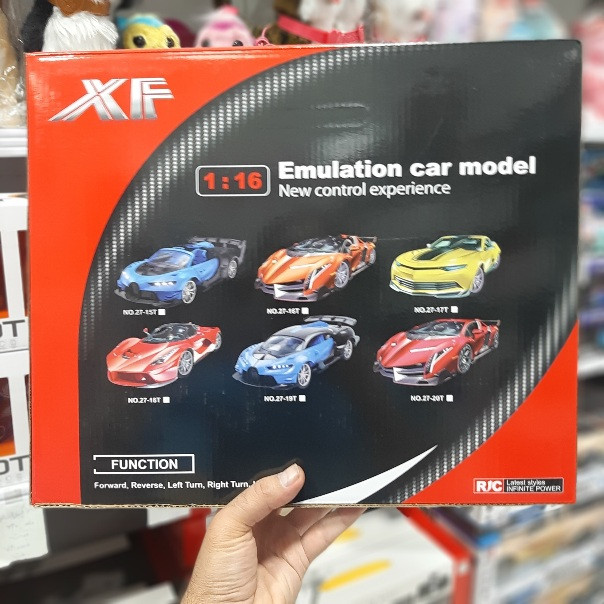 XF
1:16
Emulation car model
New control experience
NO.27-15T
NO.27-16T
NO.27-17T
NO.27-18T
NO.27-19T
NO.27-20T
FUNCTION
Forward, Reverse, Left Turn, Right Turn,
R/C
Latest styles
INFINITE POWER
OT
OT